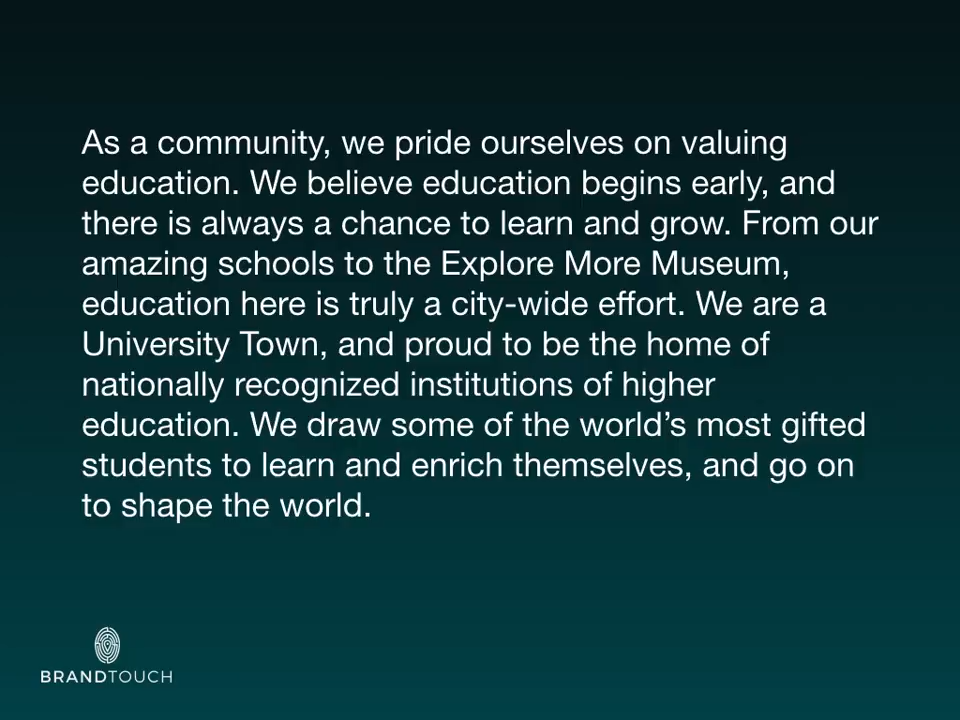 As a community, we pride ourselves on valuing
education. We believe education begins early, and
there is always a chance to learn and grow. From our
amazing schools to the Explore More Museum,
education here is truly a city-wide effort. We are a
University Town, and proud to be the home of
nationally recognized institutions of higher
education. We draw some of the world’s most gifted
students to learn and enrich themselves, and go on
to shape the world.
BRANDTOUCH